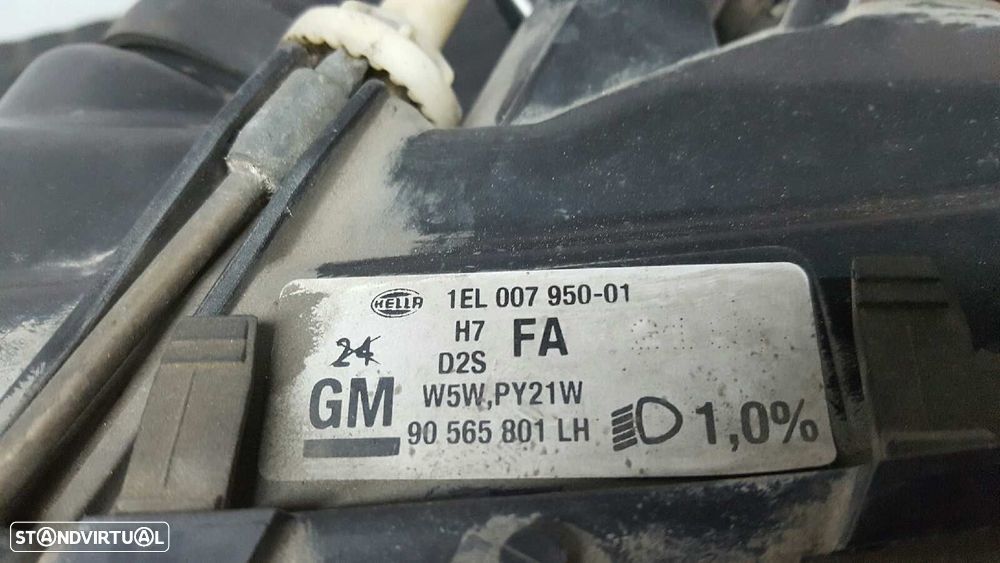 HELLA 1EL 007 950-01
H7 FA
24 D2S
GM W5W,PY21W
90 565 801 LH 1,0%
STANDVIRTUAL